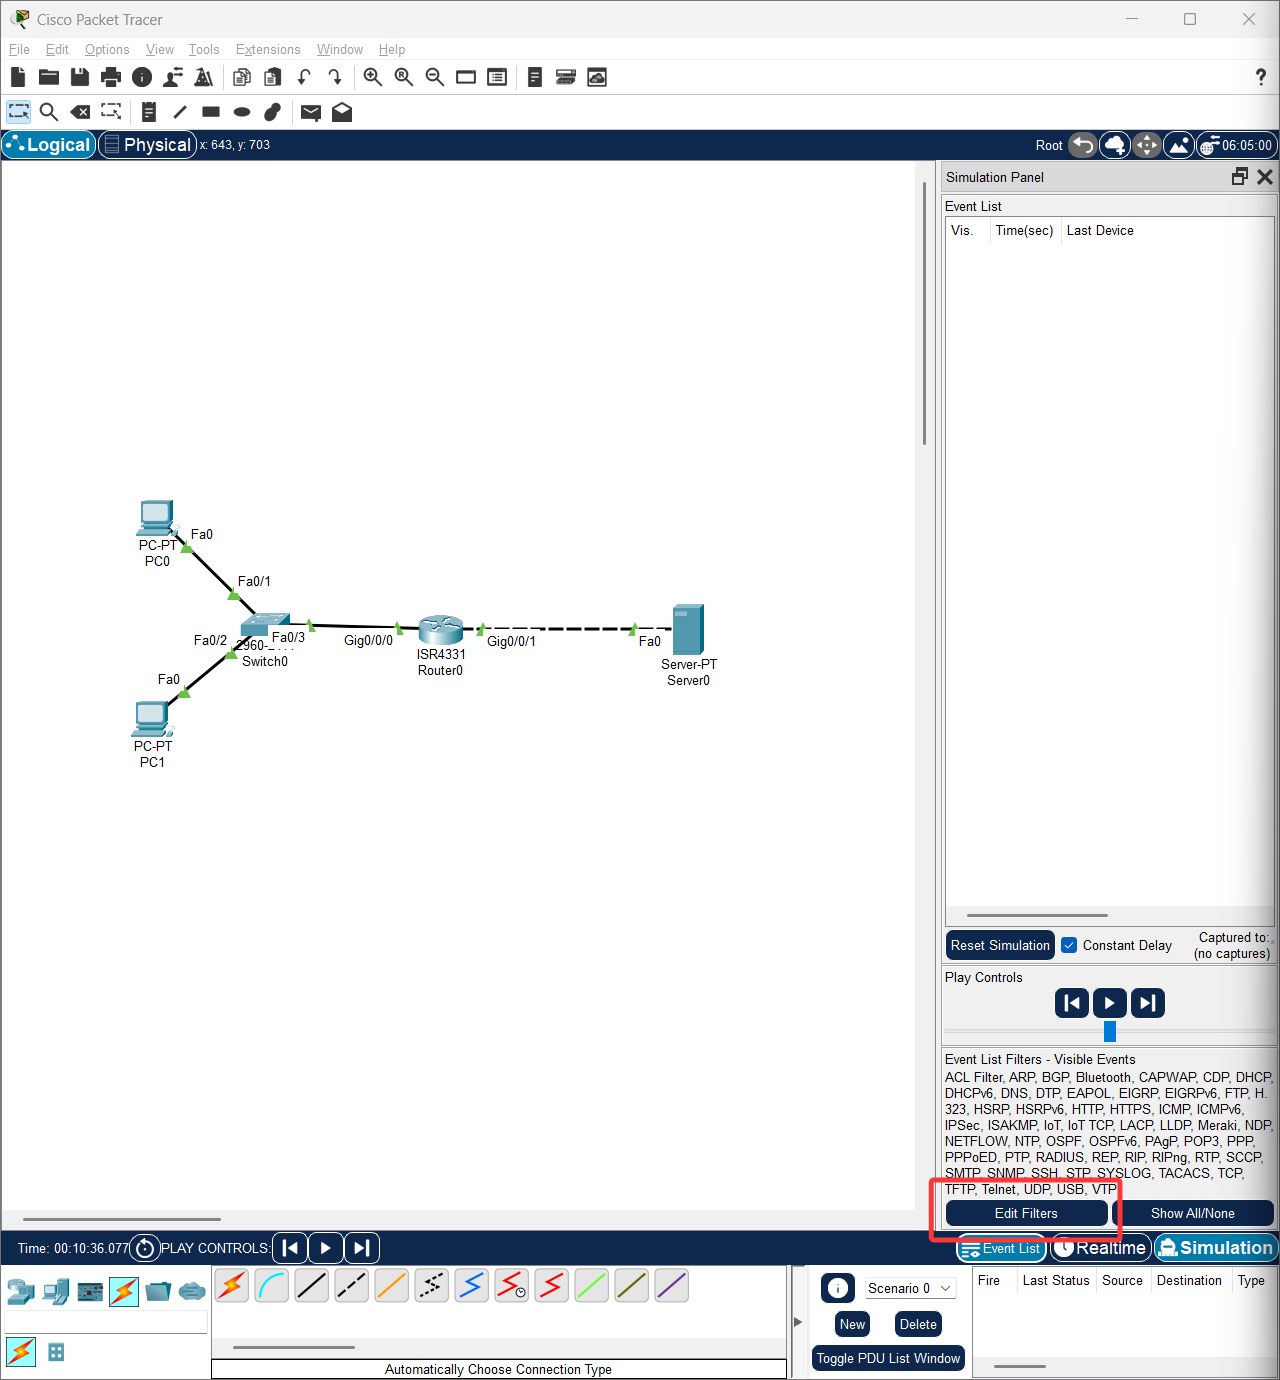 Cisco Packet Tracer
File Edit Options View Tools Extensions Window Help
Logical Physical x: 643, y: 703 Root 06:05:00
Simulation Panel
Event List
Vis. Time(sec) Last Device
PC-PT
PC0
Fa0
Fa0/1
Fa0/2
Fa0/3
Switch0
Fa0
PC-PT
PC1
Gig0/0/0
ISR4331
Router0
Gig0/0/1
Fa0
Server-PT
Server0
Reset Simulation Constant Delay Captured to:
(no captures)
Play Controls
Event List Filters - Visible Events
ACL Filter, ARP, BGP, Bluetooth, CAPWAP, CDP, DHCP,
DHCPv6, DNS, DTP, EAPOL, EIGRP, EIGRPv6, FTP, H.
323, HSRP, HSRPv6, HTTP, HTTPS, ICMP, ICMPv6,
IPSec, ISAKMP, IoT, IoT TCP, LACP, LLDP, Meraki, NDP,
NETFLOW, NTP, OSPF, OSPFv6, PAgP, POP3, PPP,
PPPoED, PTP, RADIUS, REP, RIP, RIPng, RTP, SCCP,
SMTP, SNMP, SSH, STP, SYSLOG, TACACS, TCP,
TFTP, Telnet, UDP, USB, VTP
Edit Filters Show All/None
Time: 00:10:36.077 PLAY CONTROLS: Event List Realtime Simulation
Scenario 0
New Delete
Toggle PDU List Window
Fire Last Status Source Destination Type
Automatically Choose Connection Type